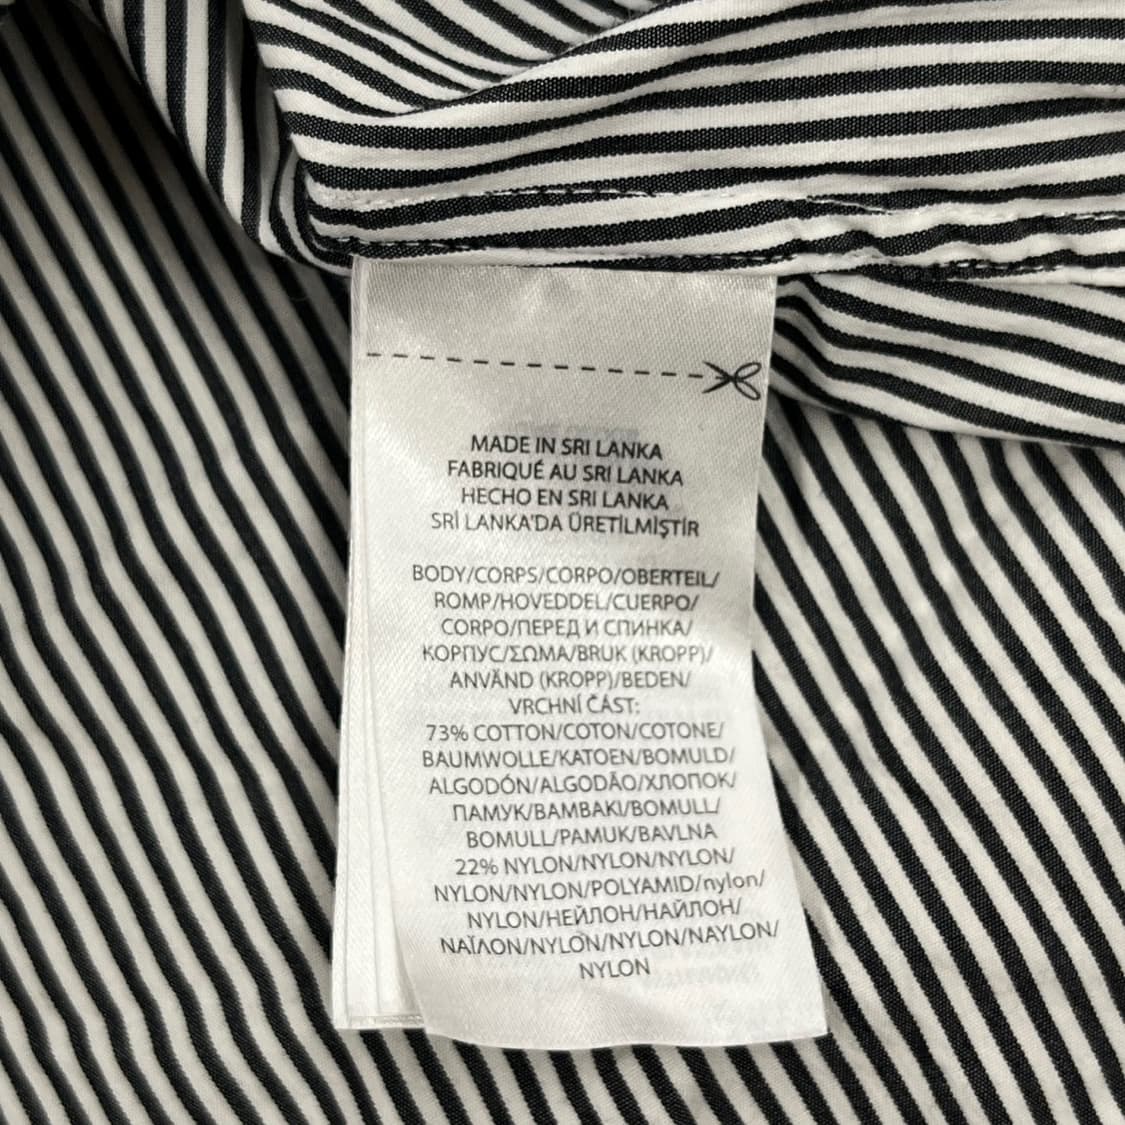 MADE IN SRI LANKA
FABRIQUÉ AU SRI LANKA
HECHO EN SRI LANKA
SRİ LANKA'DA ÜRETİLMİŞTİR
BODY/CORPS/CORPO/OBERTEIL/
ROMP/HOVEDDEL/CUERPO/
CORPO/ПЕРЕД И СПИНКА/
КОРПУС/ΣΩΜΑ/BRUK (KROPP)/
ANVÄND (KROPP)/BEDEN/
VRCHNÍ ČÁST:
73% COTTON/COTON/COTONE/
BAUMWOLLE/KATOEN/BOMULD/
ALGODÓN/ALGODÃO/ХЛОПОК/
ПАМУК/ΒΑΜΒΑΚΙ/BOMULL/
BOMULL/PAMUK/BAVLNA
22% NYLON/NYLON/NYLON/
NYLON/NYLON/POLYAMID/nylon/
NYLON/НЕЙЛОН/НАЙЛОН/
ΝΑΪΛΟΝ/NYLON/NYLON/NAYLON/
NYLON